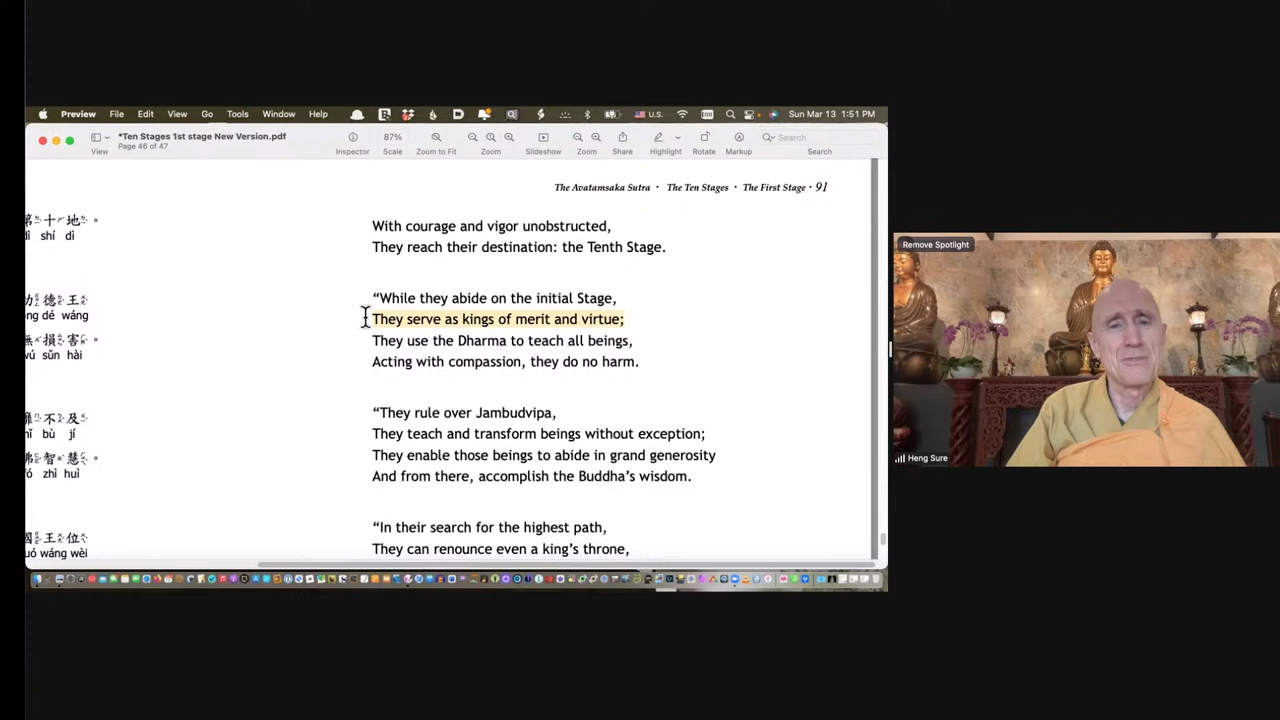 Preview File Edit View Go Tools Window Help
U.S.
Sun Mar 13 1:51 PM
*Ten Stages 1st stage New Version.pdf
Page 46 of 47
View
Inspector
87%
Scale
Zoom to Fit
Zoom
Slideshow
Zoom
Share
Highlight
Rotate
Markup
Search
Search
The Avatamsaka Sutra · The Ten Stages · The First Stage · 91
第十地。
dì shí dì
功德王
gōng dé wáng
無損害
wú sǔn hài
不及
bù jí
佛智慧
fó zhì huì
國王位
guó wáng wèi
With courage and vigor unobstructed,
They reach their destination: the Tenth Stage.
“While they abide on the initial Stage,
They serve as kings of merit and virtue;
They use the Dharma to teach all beings,
Acting with compassion, they do no harm.
“They rule over Jambudvipa,
They teach and transform beings without exception;
They enable those beings to abide in grand generosity
And from there, accomplish the Buddha’s wisdom.
“In their search for the highest path,
They can renounce even a king’s throne,
Remove Spotlight
Heng Sure